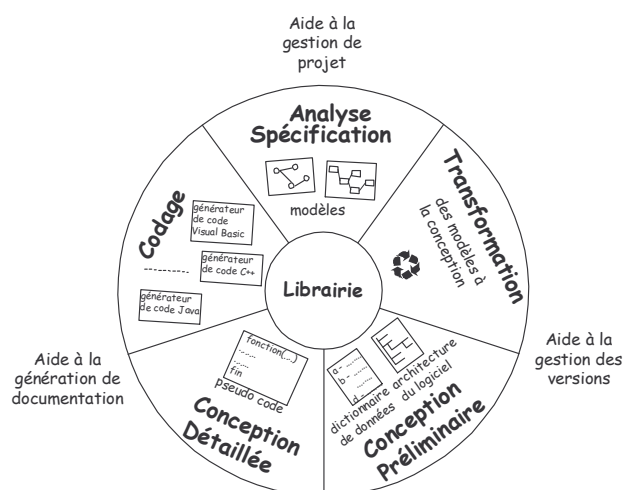 Aide à la
gestion de
projet
Analyse
Spécification
modèles
Transformation
des modèles à
la conception
Codage
générateur
de code
Visual Basic
générateur
de code C++
générateur
de code Java
Librairie
Aide à la
génération de
documentation
Aide à la
gestion des
versions
fonction(...)
fin
pseudo code
Conception
Détaillée
a- .......
b- .......
d...
dictionnaire
de données
architecture
du logiciel
Conception
Préliminaire